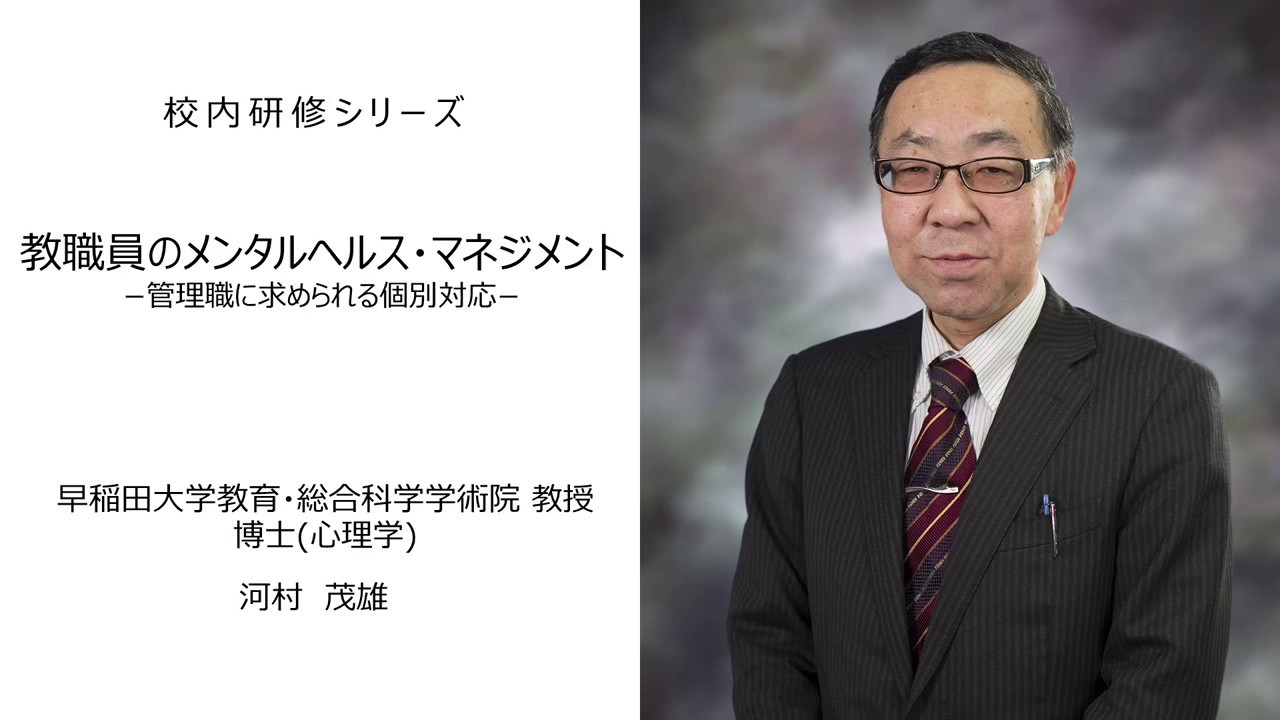 校内研修シリーズ
教職員のメンタルヘルス・マネジメント
－管理職に求められる個別対応－
早稲田大学教育・総合科学学術院 教授
博士(心理学)
河村　茂雄